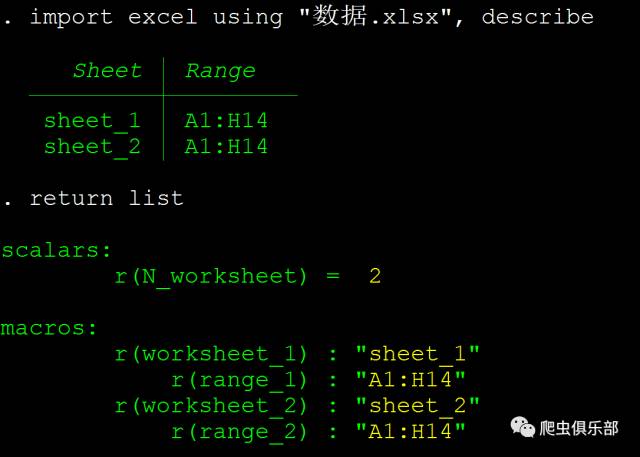 . import excel using "数据.xlsx", describe
Sheet | Range
sheet_1 | A1:H14
sheet_2 | A1:H14
. return list
scalars:
r(N_worksheet) = 2
macros:
r(worksheet_1) : "sheet_1"
r(range_1) : "A1:H14"
r(worksheet_2) : "sheet_2"
r(range_2) : "A1:H14"
爬虫俱乐部